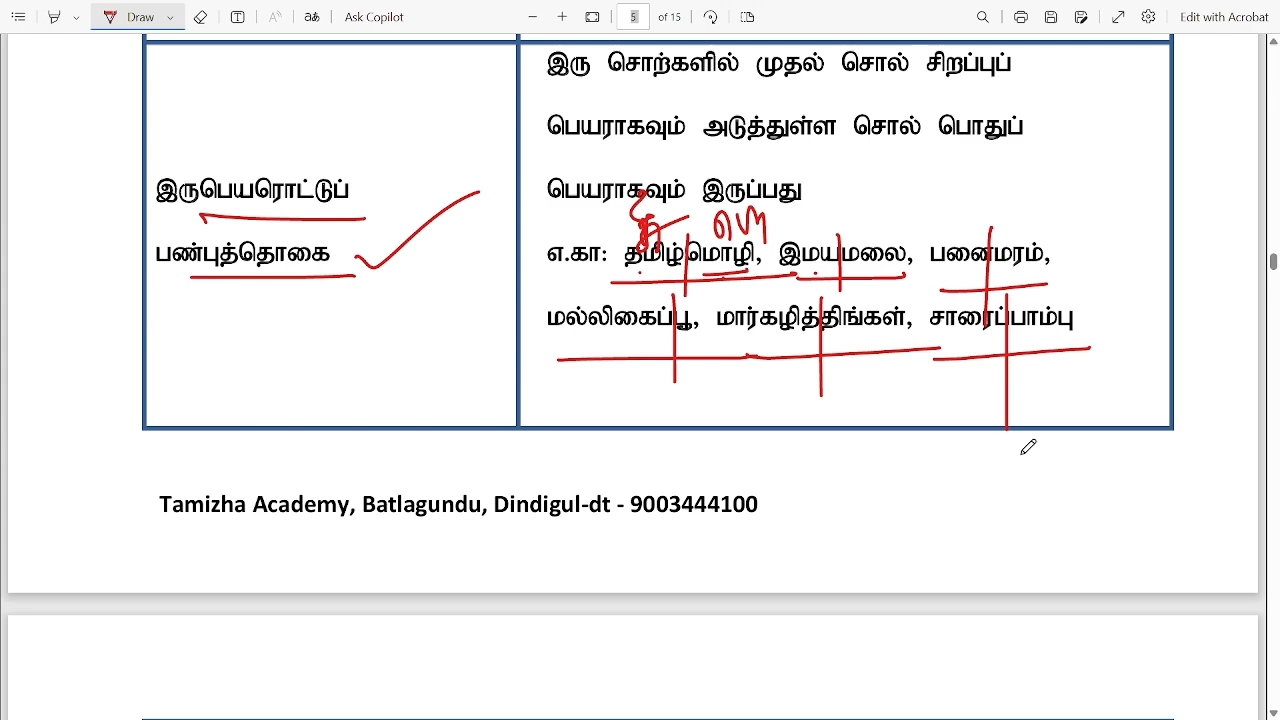 Draw
Ask Copilot
5 of 15
Edit with Acrobat
இரு சொற்களில் முதல் சொல் சிறப்புப்
பெயராகவும் அடுத்துள்ள சொல் பொதுப்
இருபெயரொட்டுப்
பெயராகவும் இருப்பது
பண்புத்தொகை
எ.கா: தமிழ்மொழி, இமயமலை, பனைமரம்,
மல்லிகைப்பூ, மார்கழித்திங்கள், சாரைப்பாம்பு
Tamizha Academy, Batlagundu, Dindigul-dt - 9003444100